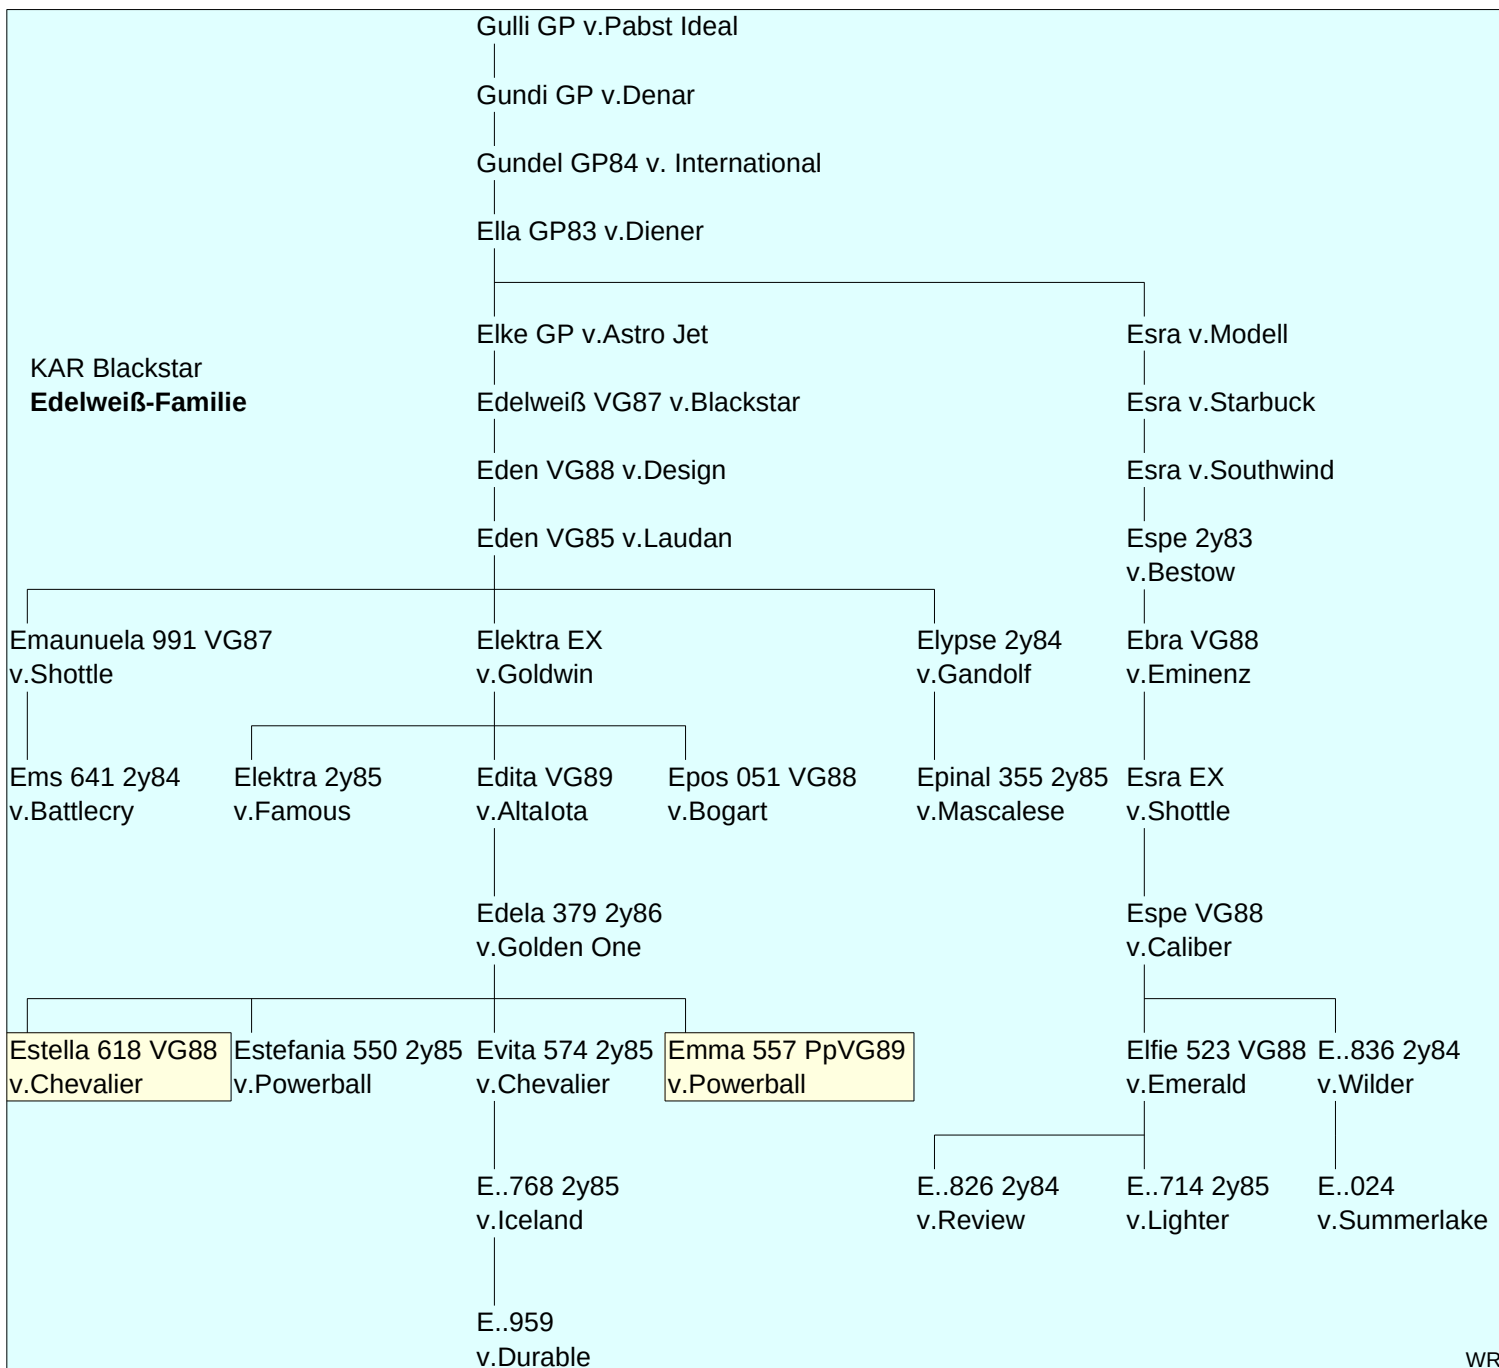 Gulli GP v.Pabst Ideal
Gundi GP v.Denar
Gundel GP84 v. International
Ella GP83 v.Diener
Elke GP v.Astro Jet
Esra v.Modell
KAR Blackstar
Edelweiß-Familie
Edelweiß VG87 v.Blackstar
Esra v.Starbuck
Eden VG88 v.Design
Esra v.Southwind
Eden VG85 v.Laudan
Espe 2y83
v.Bestow
Emaunuela 991 VG87
v.Shottle
Elektra EX
v.Goldwin
Elypse 2y84
v.Gandolf
Ebra VG88
v.Eminenz
Ems 641 2y84
v.Battlecry
Elektra 2y85
v.Famous
Edita VG89
v.AltaIota
Epos 051 VG88
v.Bogart
Epinal 355 2y85
v.Mascalese
Esra EX
v.Shottle
Edela 379 2y86
v.Golden One
Espe VG88
v.Caliber
Estella 618 VG88
v.Chevalier
Estefania 550 2y85
v.Powerball
Evita 574 2y85
v.Chevalier
Emma 557 PpVG89
v.Powerball
Elfie 523 VG88
v.Emerald
E..836 2y84
v.Wilder
E..768 2y85
v.Iceland
E..826 2y84
v.Review
E..714 2y85
v.Lighter
E..024
v.Summerlake
E..959
v.Durable
WR